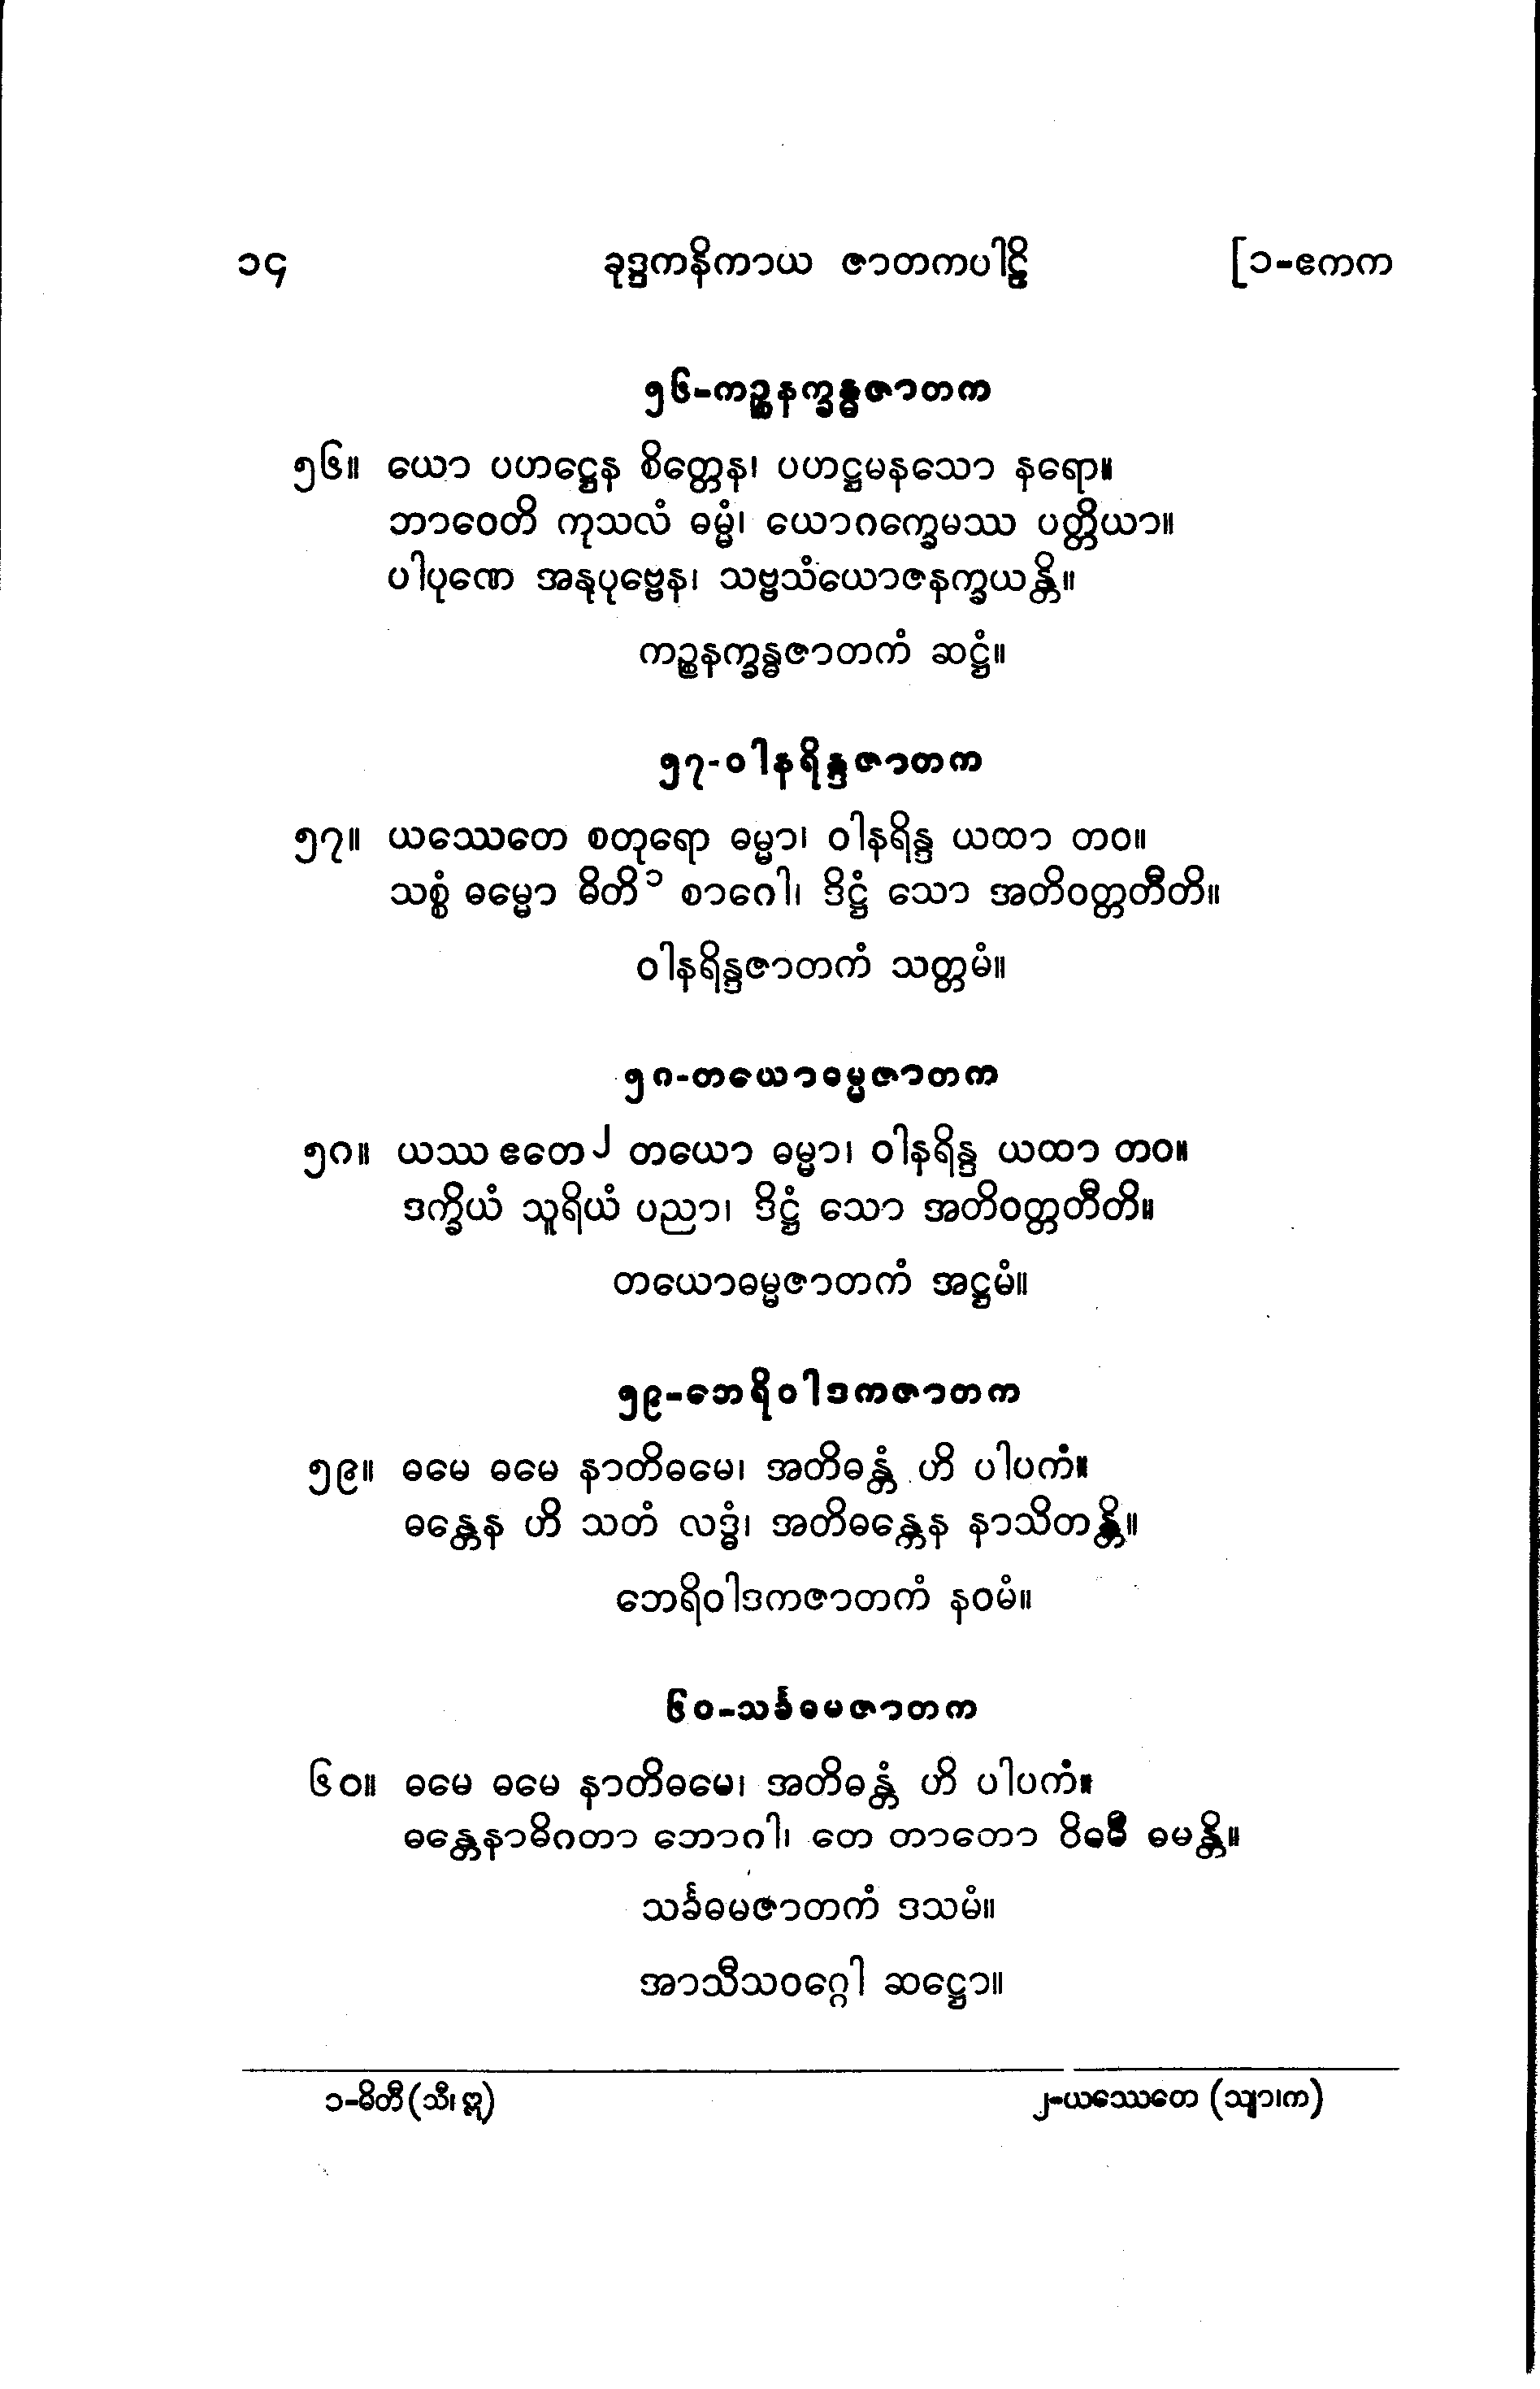 ၁၄ ခုဒ္ဒကနိကာယ ဇာတကပါဠိ [၁-ဧကက
၅၆-ကဉ္စနက္ခန္ဓဇာတက
၅၆။ ယော ပဟဋ္ဌေန စိတ္တေန၊ ပဟဋ္ဌမနသော နရော။
ဘာဝေတိ ကုသလံ ဓမ္မံ၊ ယောဂက္ခေမဿ ပတ္တိယာ။
ပါပုဏေ အနုပုဗ္ဗေန၊ သဗ္ဗသံယောဇနက္ခယန္တိ။
ကဉ္စနက္ခန္ဓဇာတကံ ဆဋ္ဌံ။
၅၇-ဝါနရိန္ဒဇာတက
၅၇။ ယဿေတေ စတုရော ဓမ္မာ၊ ဝါနရိန္ဒ ယထာ တဝ။
သစ္စံ ဓမ္မော ဓိတိ၁ စာဂေါ၊ ဒိဋ္ဌံ သော အတိဝတ္တတီတိ။
ဝါနရိန္ဒဇာတကံ သတ္တမံ။
၅၈-တယောဓမ္မဇာတက
၅၈။ ယဿ ဧတေ၂ တယော ဓမ္မာ၊ ဝါနရိန္ဒ ယထာ တဝ။
ဒက္ခိယံ သူရိယံ ပညာ၊ ဒိဋ္ဌံ သော အတိဝတ္တတီတိ။
တယောဓမ္မဇာတကံ အဋ္ဌမံ။
၅၉-ဘေရိဝါဒကဇာတက
၅၉။ ဓမေ ဓမေ နာတိဓမေ၊ အတိဓန္တံ ဟိ ပါပကံ။
ဓန္တေန ဟိ သတံ လဒ္ဓံ၊ အတိဓန္တေန နာသိတန္တိ။
ဘေရိဝါဒကဇာတကံ နဝမံ။
၆၀-သင်္ခဓမဇာတက
၆၀။ ဓမေ ဓမေ နာတိဓမေ၊ အတိဓန္တံ ဟိ ပါပကံ။
ဓန္တေနာဓိဂတာ ဘောဂါ၊ တေ တာတော ဝိဓမီ ဓမန္တိ။
သင်္ခဓမဇာတကံ ဒသမံ။
အာသီသဝဂ္ဂေါ ဆဋ္ဌော။
၁-ဓိတီ (သီ၊ ဣ) ၂-ယဿေတေ (သျာ၊က)